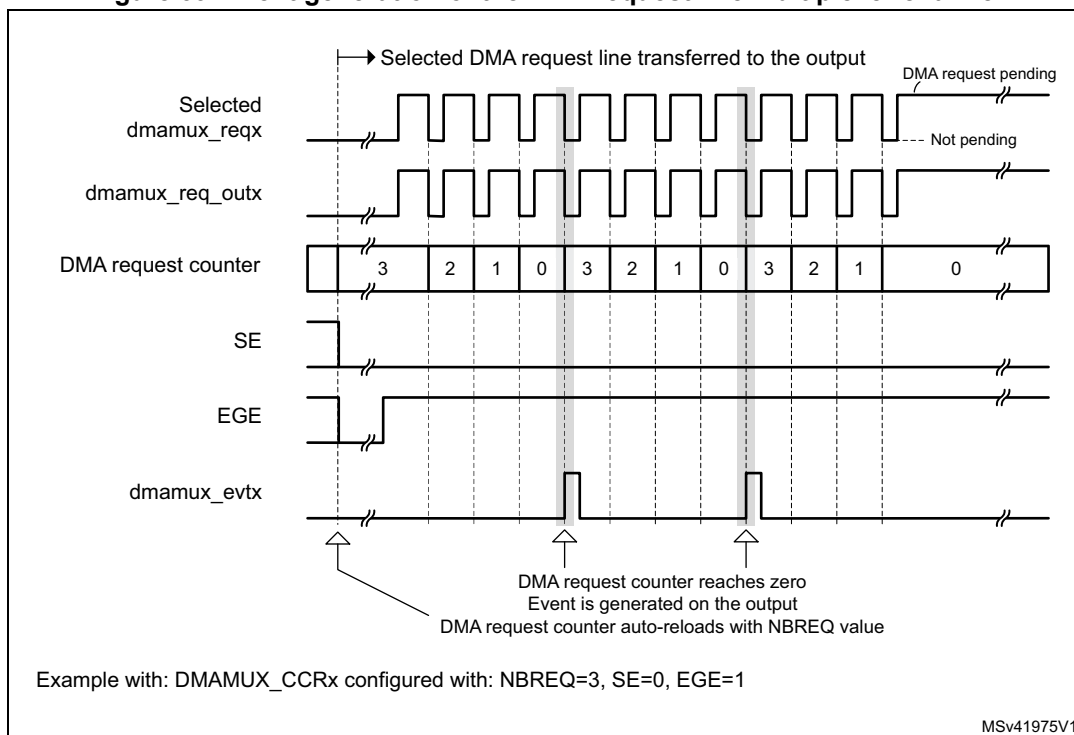 Selected DMA request line transferred to the output
DMA request pending
Selected
dmamux_reqx
Not pending
dmamux_req_outx
DMA request counter
3 2 1 0 3 2 1 0 3 2 1 0
SE
EGE
dmamux_evtx
DMA request counter reaches zero
Event is generated on the output
DMA request counter auto-reloads with NBREQ value
Example with: DMAMUX_CCRx configured with: NBREQ=3, SE=0, EGE=1
MSv41975V1